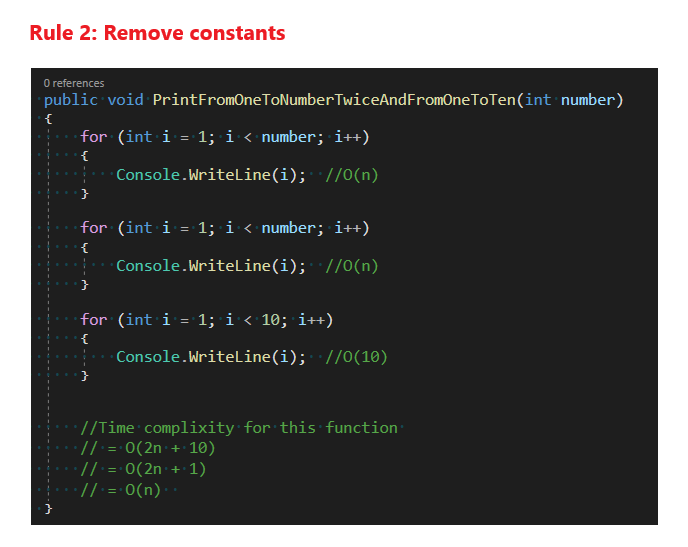 Rule 2: Remove constants
0 references
public void PrintFromOneToNumberTwiceAndFromOneToTen(int number)
{
for (int i = 1; i < number; i++)
{
Console.WriteLine(i);  //O(n)
}
for (int i = 1; i < number; i++)
{
Console.WriteLine(i);  //O(n)
}
for (int i = 1; i < 10; i++)
{
Console.WriteLine(i);  //O(10)
}
//Time complixity for this function
// = O(2n + 10)
// = O(2n + 1)
// = O(n)
}